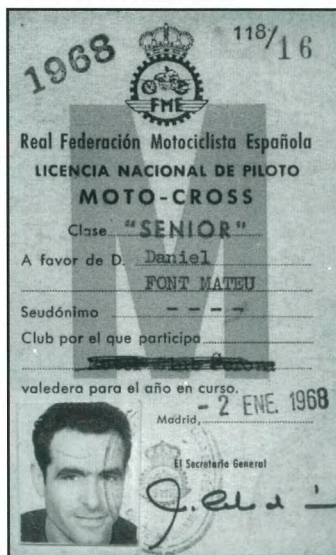 1968
118/16
FME
Real Federación Motociclista Española
LICENCIA NACIONAL DE PILOTO
MOTO-CROSS
Clase "SENIOR"
A favor de D. Daniel
FONT MATEU
Seudónimo ----
Club por el que participa
valedera para el año en curso.
Madrid, - 2 ENE. 1968
El Secretario General